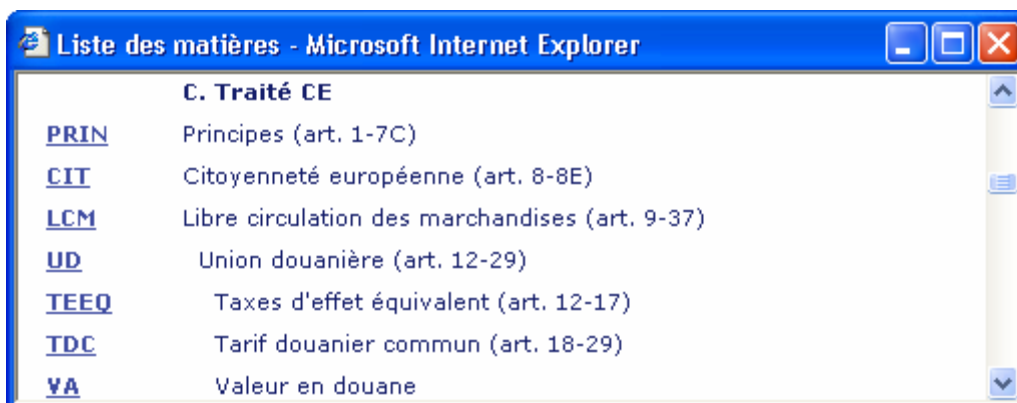 Liste des matières - Microsoft Internet Explorer
C. Traité CE
PRIN Principes (art. 1-7C)
CIT Citoyenneté européenne (art. 8-8E)
LCM Libre circulation des marchandises (art. 9-37)
UD Union douanière (art. 12-29)
TEEQ Taxes d'effet équivalent (art. 12-17)
TDC Tarif douanier commun (art. 18-29)
VA Valeur en douane